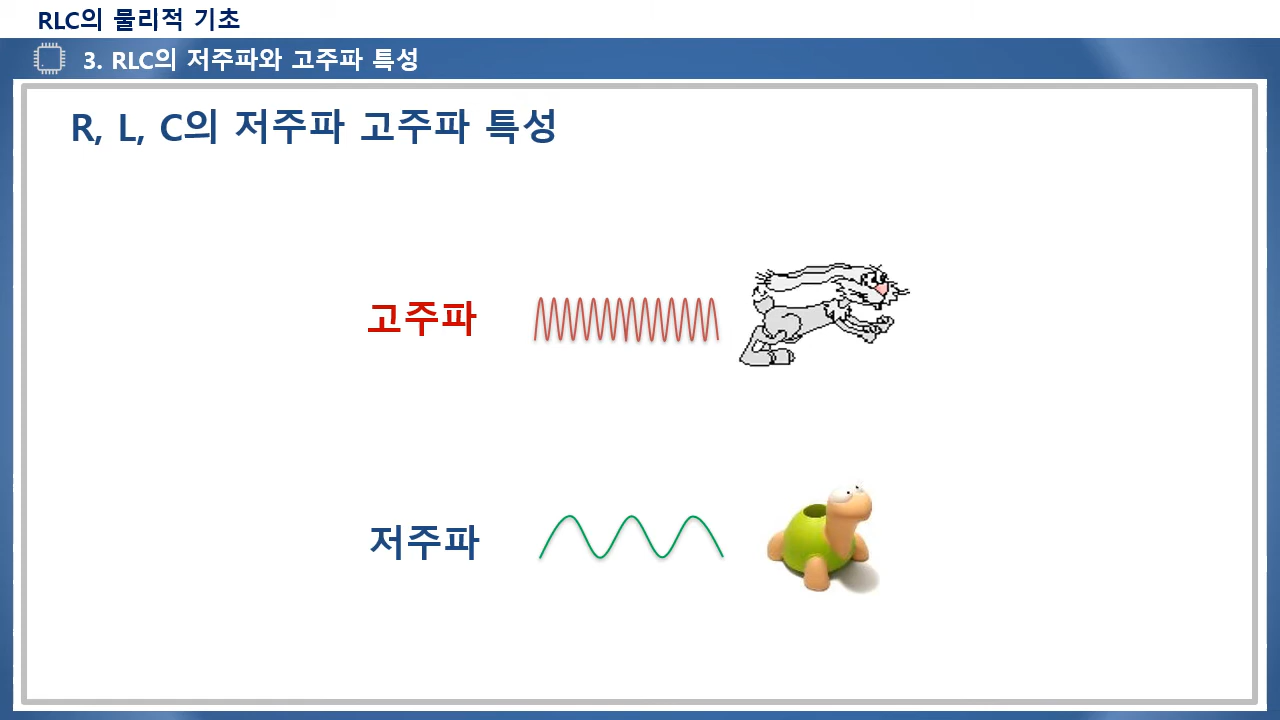 RLC의 물리적 기초
3. RLC의 저주파와 고주파 특성
R, L, C의 저주파 고주파 특성
고주파
저주파